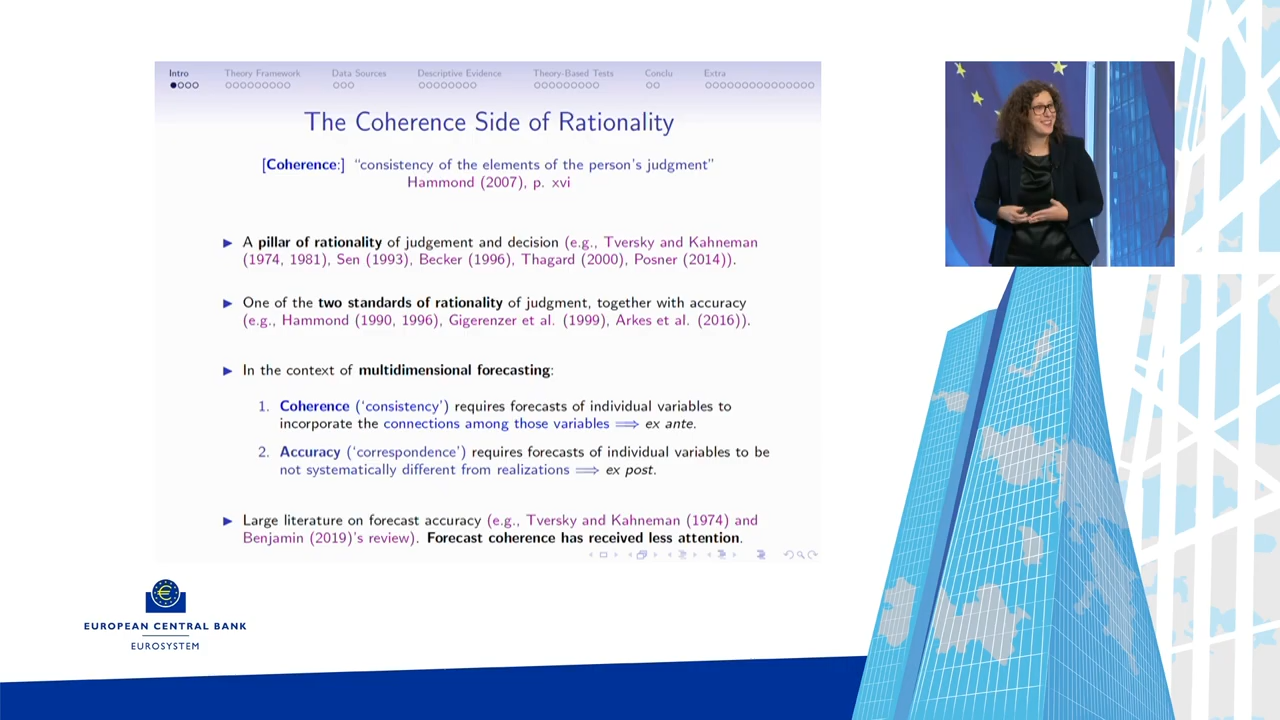 Intro Theory Framework Data Sources Descriptive Evidence Theory-Based Tests Conclu Extra
The Coherence Side of Rationality
[Coherence:] “consistency of the elements of the person’s judgment”
Hammond (2007), p. xvi
A pillar of rationality of judgement and decision (e.g., Tversky and Kahneman
(1974, 1981), Sen (1993), Becker (1996), Thagard (2000), Posner (2014)).
One of the two standards of rationality of judgment, together with accuracy
(e.g., Hammond (1990, 1996), Gigerenzer et al. (1999), Arkes et al. (2016)).
In the context of multidimensional forecasting:
1. Coherence (‘consistency’) requires forecasts of individual variables to
incorporate the connections among those variables ⟹ ex ante.
2. Accuracy (‘correspondence’) requires forecasts of individual variables to be
not systematically different from realizations ⟹ ex post.
Large literature on forecast accuracy (e.g., Tversky and Kahneman (1974) and
Benjamin (2019)’s review). Forecast coherence has received less attention.
EUROPEAN CENTRAL BANK
EUROSYSTEM